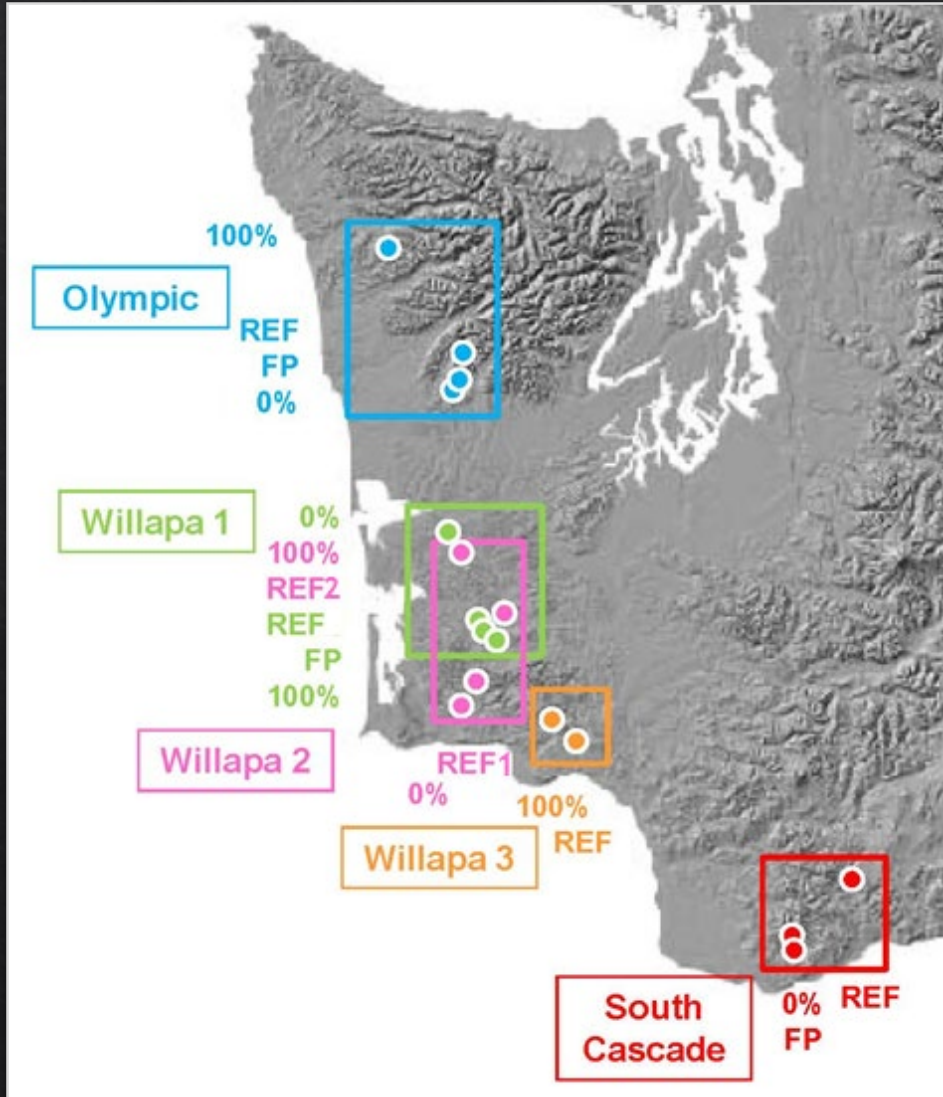 100%
Olympic
REF
FP
0%
Willapa 1
0%
100%
REF2
REF
FP
100%
Willapa 2
REF1
0%
100%
REF
Willapa 3
South
Cascade
0%
FP
REF